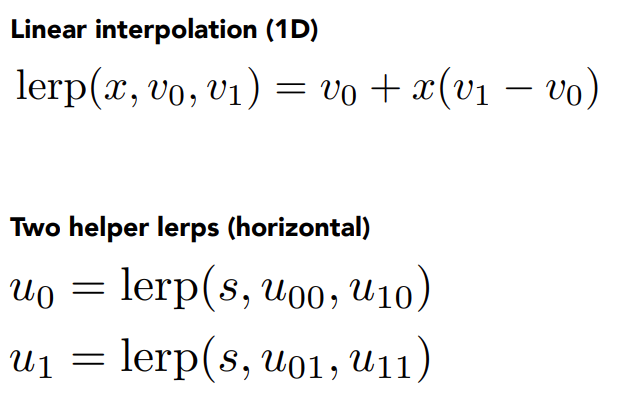 Linear interpolation (1D)
lerp(x, v₀, v₁) = v₀ + x(v₁ − v₀)
Two helper lerps (horizontal)
u₀ = lerp(s, u₀₀, u₁₀)
u₁ = lerp(s, u₀₁, u₁₁)